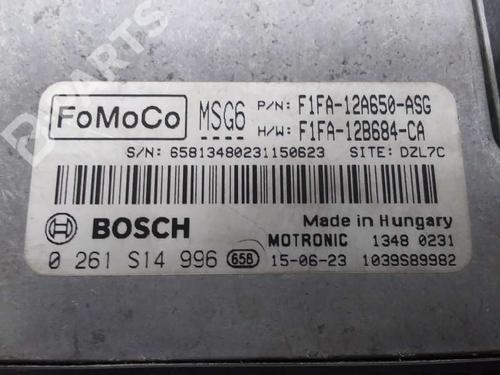 B PARTS
FoMoCo
MSG6
P/N: F1FA-12A650-ASG
H/W: F1FA-12B684-CA
S/N: 65813480231150623 SITE: DZL7C
BOSCH
Made in Hungary
MOTRONIC 1348 0231
0 261 S14 996 658 15-06-23 1039S89982